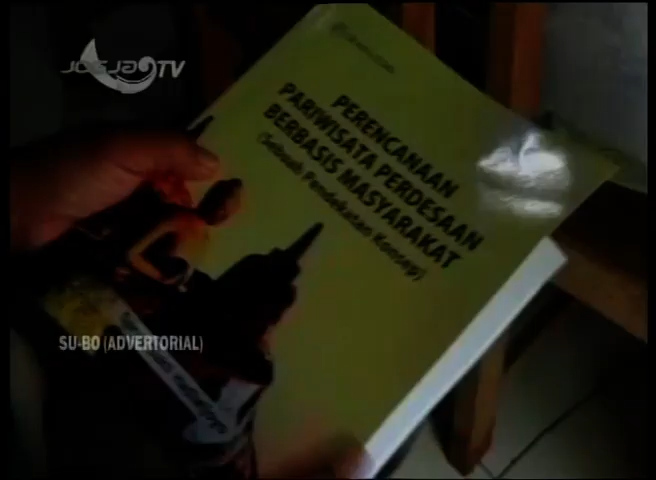 JOGJA TV
PERENCANAAN
PARIWISATA PERDESAAN
BERBASIS MASYARAKAT
(Sebuah Pendekatan Konsep)
SU-BO (ADVERTORIAL)